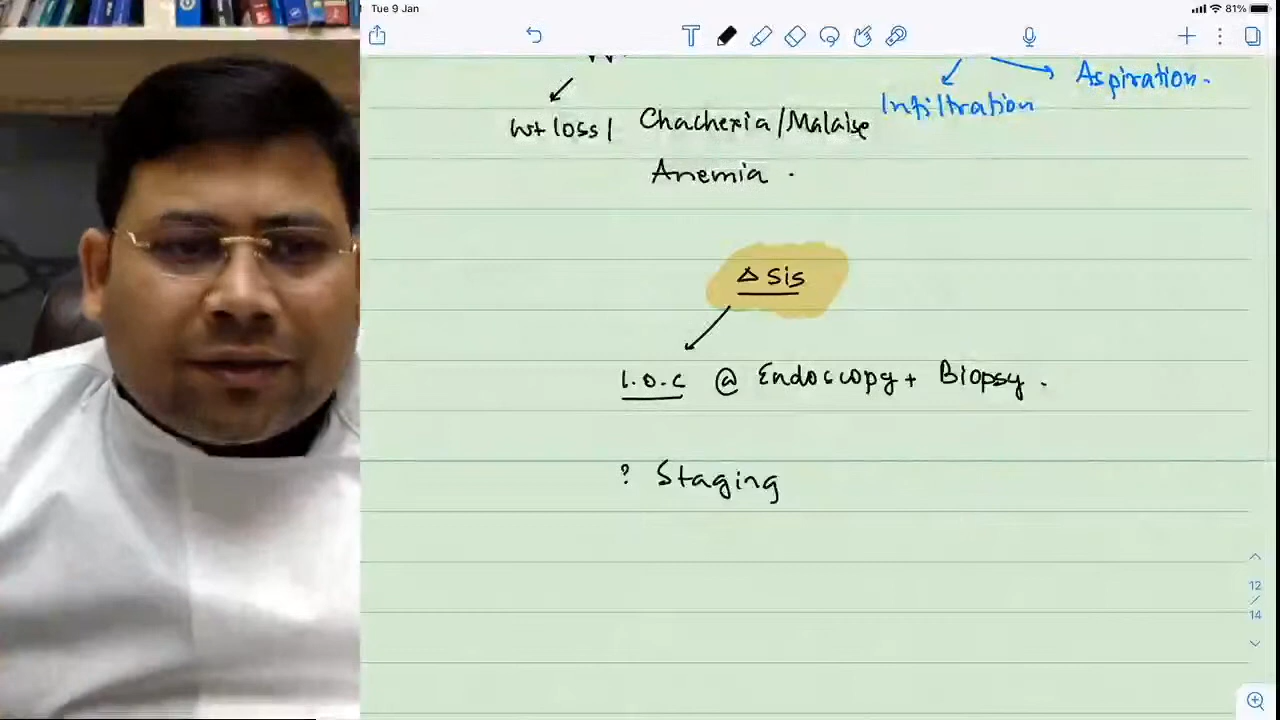 Tue 9 Jan
81%
Aspiration.
Infiltration
Wt loss / Chachexia/Malaise
Anemia .
Δ Sis
I.O.C @ Endoscopy + Biopsy .
? Staging
12
/
14